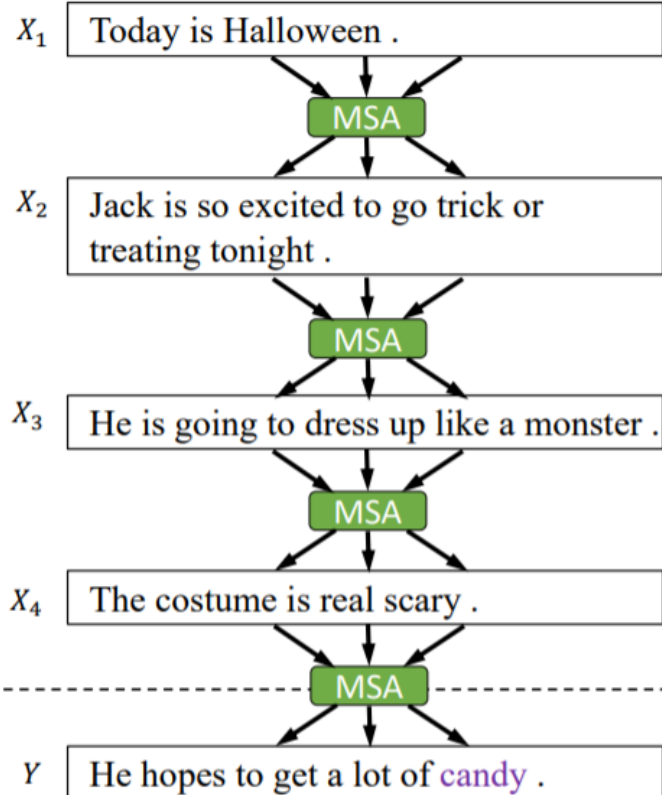 X₁ Today is Halloween .
MSA
X₂ Jack is so excited to go trick or
treating tonight .
MSA
X₃ He is going to dress up like a monster .
MSA
X₄ The costume is real scary .
MSA
Y He hopes to get a lot of candy .